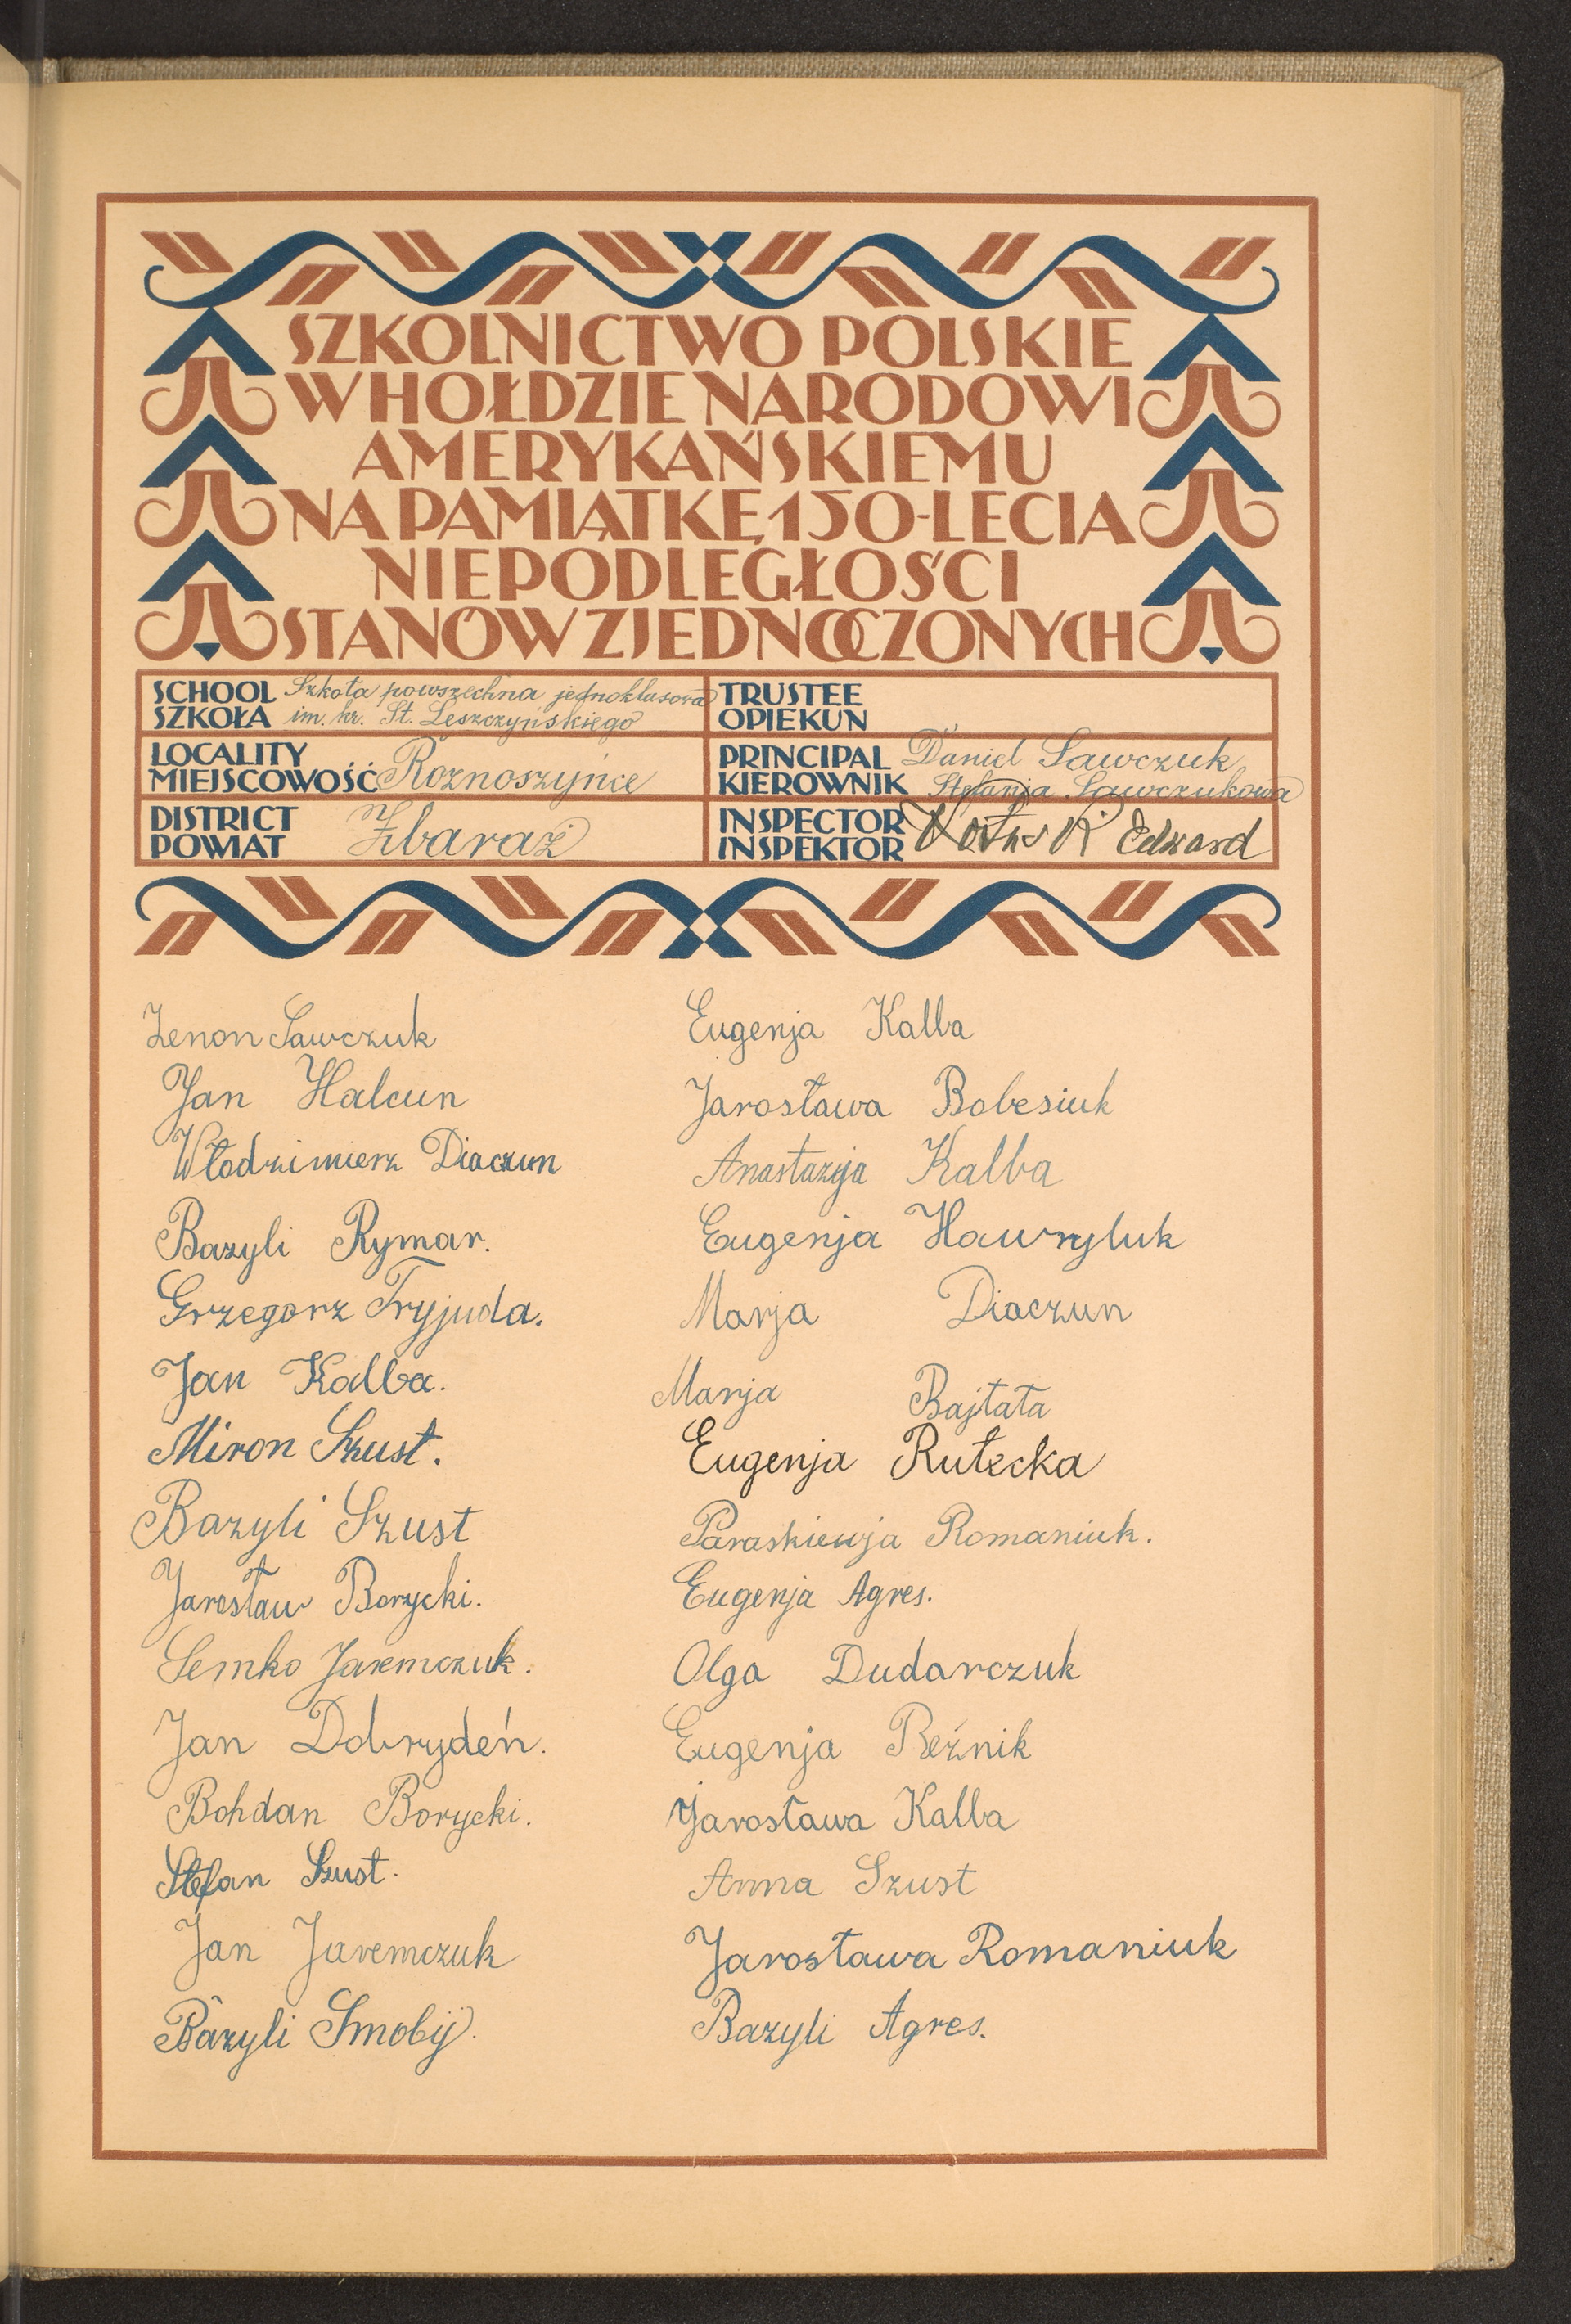 SZKOLNICTWO POLSKIE
W HOŁDZIE NARODOWI
AMERYKAŃSKIEMU
NA PAMIĄTKĘ 150-LECIA
NIEPODLEGŁOŚCI
STANÓW ZJEDNOCZONYCH
SCHOOL Szkoła powszechna jednoklasowa
SZKOŁA im. kr. St. Leszczyńskiego
TRUSTEE
OPIEKUN
LOCALITY
MIEJSCOWOŚĆ Roznoszyńce
PRINCIPAL Daniel Sawczuk
KIEROWNIK Stefanja Sawczukowa
DISTRICT
POWIAT Zbaraż
INSPECTOR
INSPEKTOR Edward
Zenon Sawczuk
Jan Halcun
Włodzimierz Diaczun
Bazyli Rymar.
Grzegorz Tryjuda.
Jan Kalba.
Miron Szust.
Bazyli Szust
Jarosław Borycki.
Semko Jaremczuk.
Jan Dobrydeń.
Bohdan Borycki.
Stefan Szust.
Jan Jaremczuk
Bazyli Smobij.
Eugenja Kalba
Jarosława Bobesiuk
Anastazja Kalba
Eugenja Hawryluk
Marja Diaczun
Marja Bajtała
Eugenja Rutecka
Paraskiewja Romaniuk.
Eugenja Agres.
Olga Dudarczuk
Eugenja Reźnik
Jarosława Kalba
Anna Szust
Jarosława Romaniuk
Bazyli Agres.